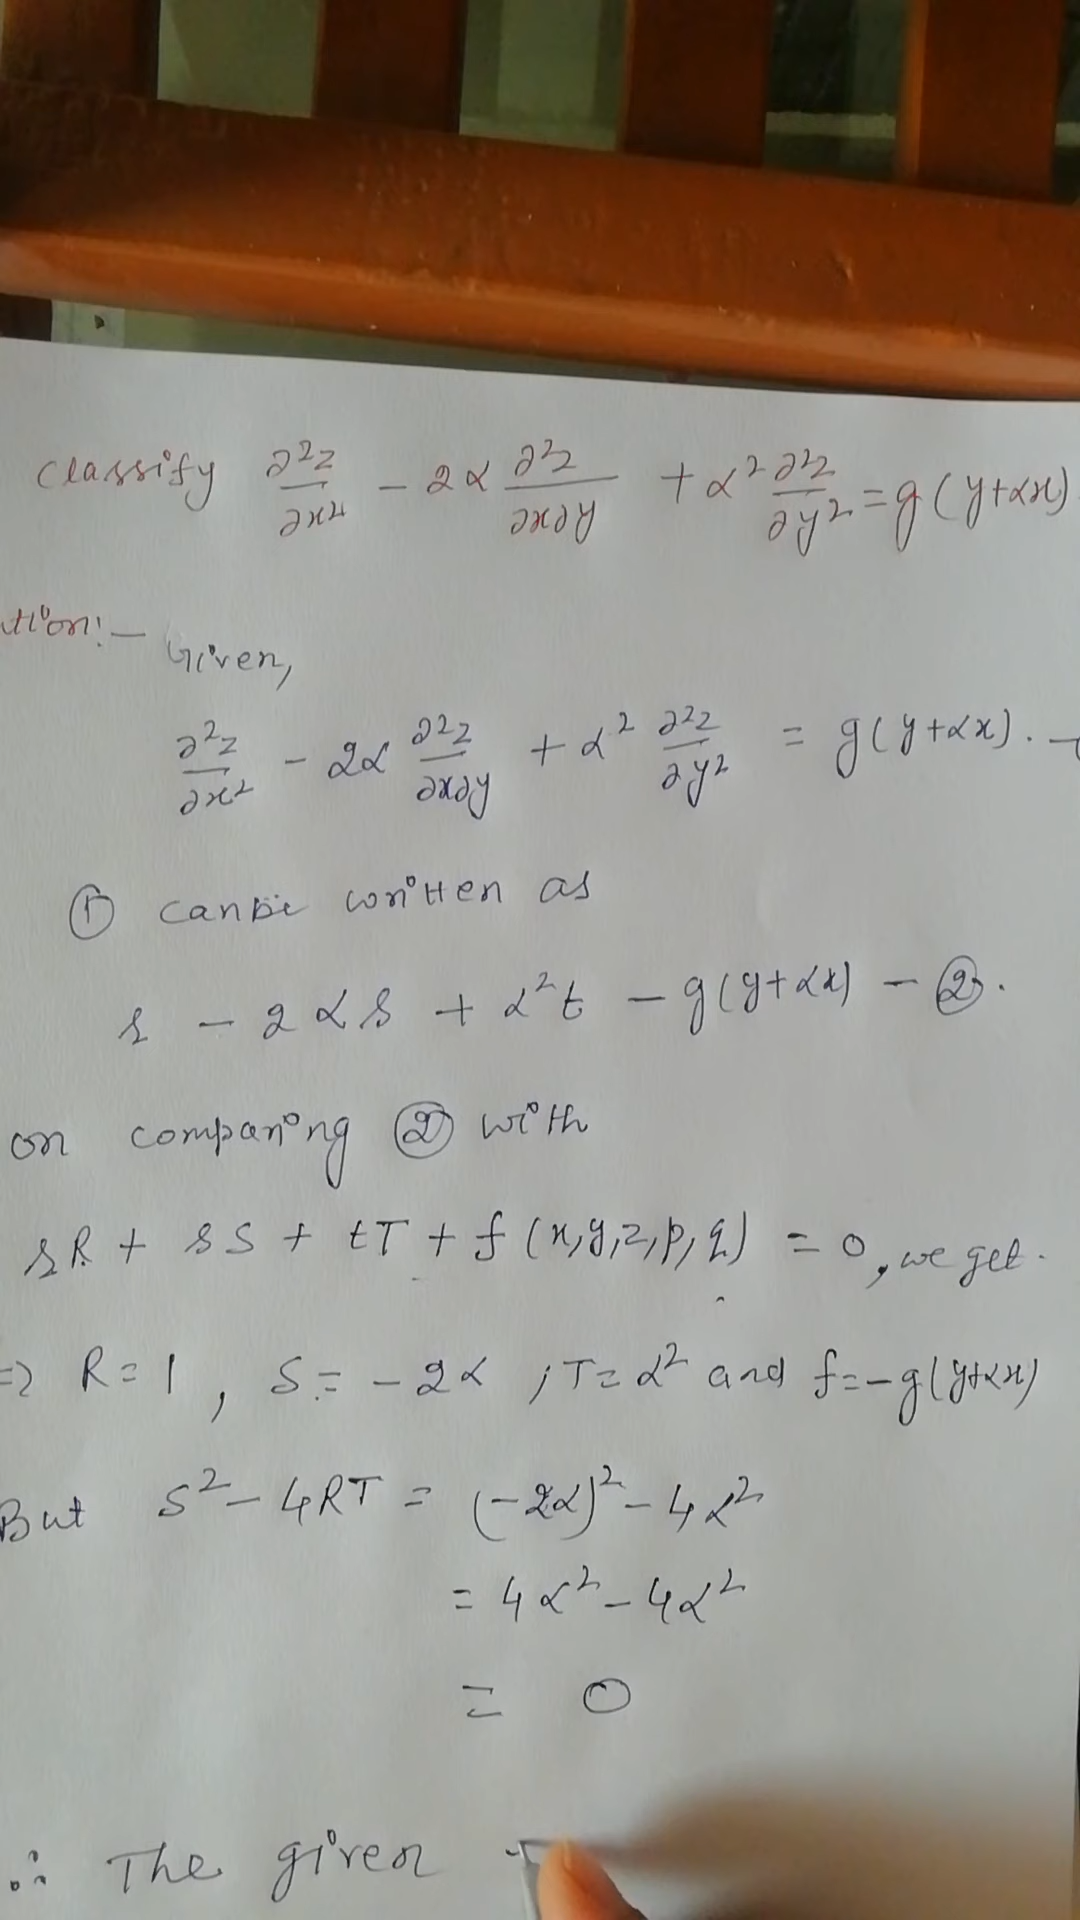 Classify ∂²z/∂x² - 2α ∂²z/∂x∂y + α² ∂²z/∂y² = g(y+αx)
ution:-
Given,
∂²z/∂x² - 2α ∂²z/∂x∂y + α² ∂²z/∂y² = g(y+αx). -
① can be written as
r - 2αs + α²t - g(y+αx) - ②.
on comparing ② with
rR + sS + tT + f(x,y,z,p,q) = 0, we get.
=> R=1, S=-2α ; T=α² and f=-g(y+αx)
But S²-4RT = (-2α)² - 4α²
= 4α² - 4α²
= 0
∴ The given